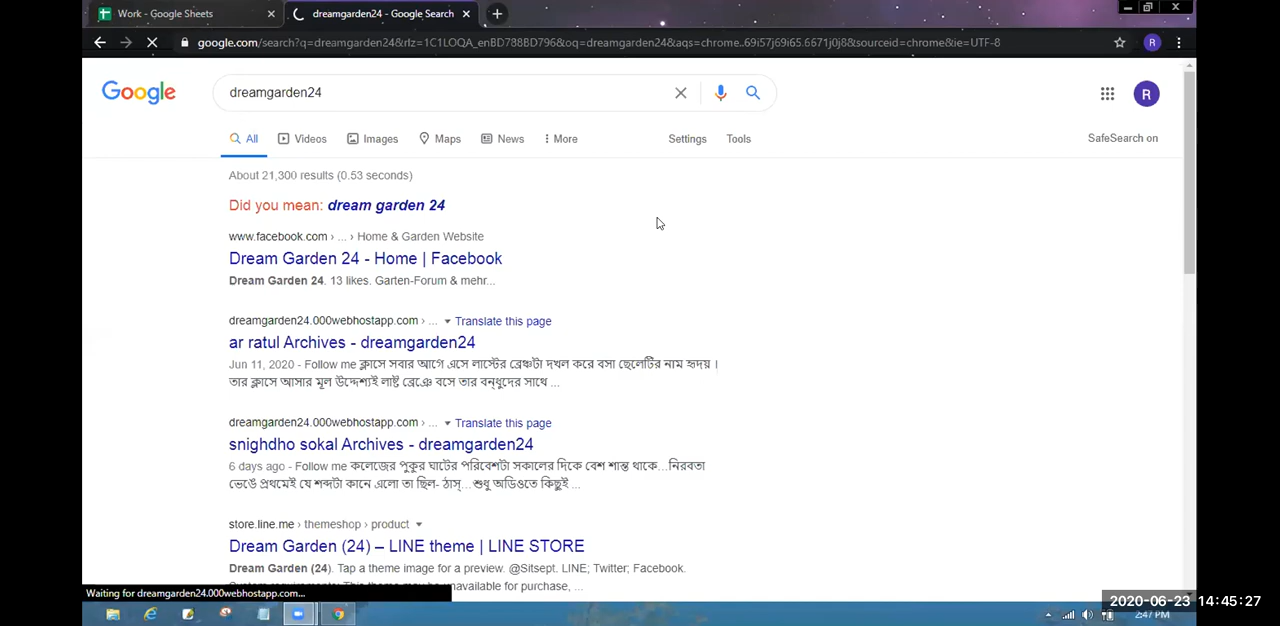 Work - Google Sheets
dreamgarden24 - Google Search
google.com/search?q=dreamgarden24&rlz=1C1LOQA_enBD788BD796&oq=dreamgarden24&aqs=chrome..69i57j69i65.6671j0j8&sourceid=chrome&ie=UTF-8
R
Google
dreamgarden24
R
All Videos Images Maps News More Settings Tools
SafeSearch on
About 21,300 results (0.53 seconds)
Did you mean: dream garden 24
www.facebook.com › ... › Home & Garden Website
Dream Garden 24 - Home | Facebook
Dream Garden 24. 13 likes. Garten-Forum & mehr...
dreamgarden24.000webhostapp.com › ... Translate this page
ar ratul Archives - dreamgarden24
Jun 11, 2020 - Follow me ক্লাসে সবার আগে এসে লাস্টের ব্রেঞ্চটা দখল করে বসা ছেলেটির নাম হৃদয় ।
তার ক্লাসে আসার মূল উদ্দেশ্যই লাষ্ট ব্রেঞে বসে তার বন্ধুদের সাথে ...
dreamgarden24.000webhostapp.com › ... Translate this page
snighdho sokal Archives - dreamgarden24
6 days ago - Follow me কলেজের পুকুর ঘাটের পরিবেশটা সকালের দিকে বেশ শান্ত থাকে...নিরবতা
ভেঙে প্রথমেই যে শব্দটা কানে এলো তা ছিল- ঠাস্... শুধু অডিওতে কিছুই ...
store.line.me › themeshop › product
Dream Garden (24) – LINE theme | LINE STORE
Dream Garden (24). Tap a theme image for a preview. @Sitsept. LINE; Twitter; Facebook.
unavailable for purchase, ...
Waiting for dreamgarden24.000webhostapp.com...
2020-06-23 14:45:27
2:47 PM